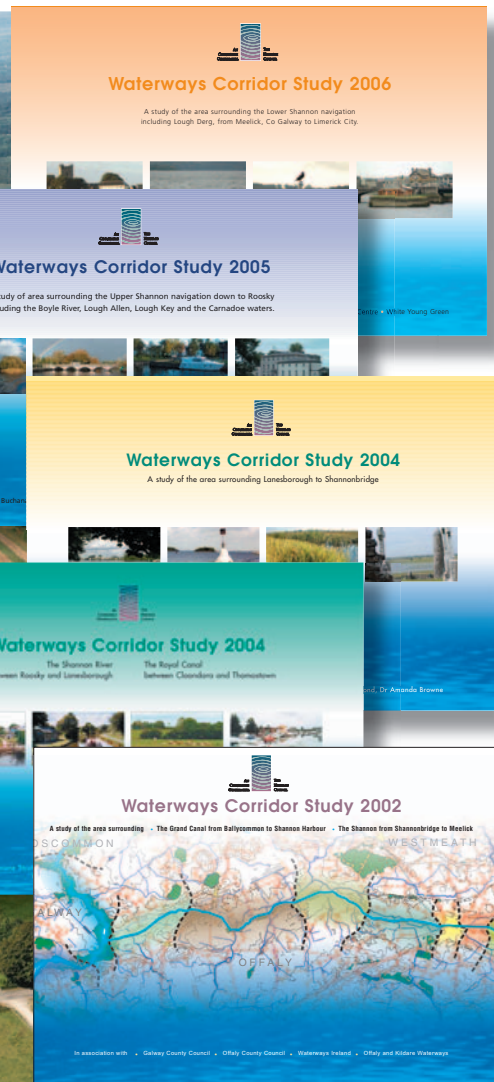 Waterways Corridor Study 2006
A study of the area surrounding the Lower Shannon navigation
including Lough Derg, from Meelick, Co Galway to Limerick City.
Centre • White Young Green
Waterways Corridor Study 2005
study of area surrounding the Upper Shannon navigation down to Roosky
including the Boyle River, Lough Allen, Lough Key and the Carnadoe waters.
Waterways Corridor Study 2004
A study of the area surrounding Lanesborough to Shannonbridge
Dr Amanda Browne
Waterways Corridor Study 2004
The Shannon River The Royal Canal
between Roosky and Lanesborough between Cloondara and Thomastown
Waterways Corridor Study 2002
A study of the area surrounding - The Grand Canal from Ballycommon to Shannon Harbour - The Shannon from Shannonbridge to Meelick
OSCOMMON WESTMEATH
ALWAY
OFFALY
In association with • Galway County Council • Offaly County Council • Waterways Ireland • Offaly and Kildare Waterways